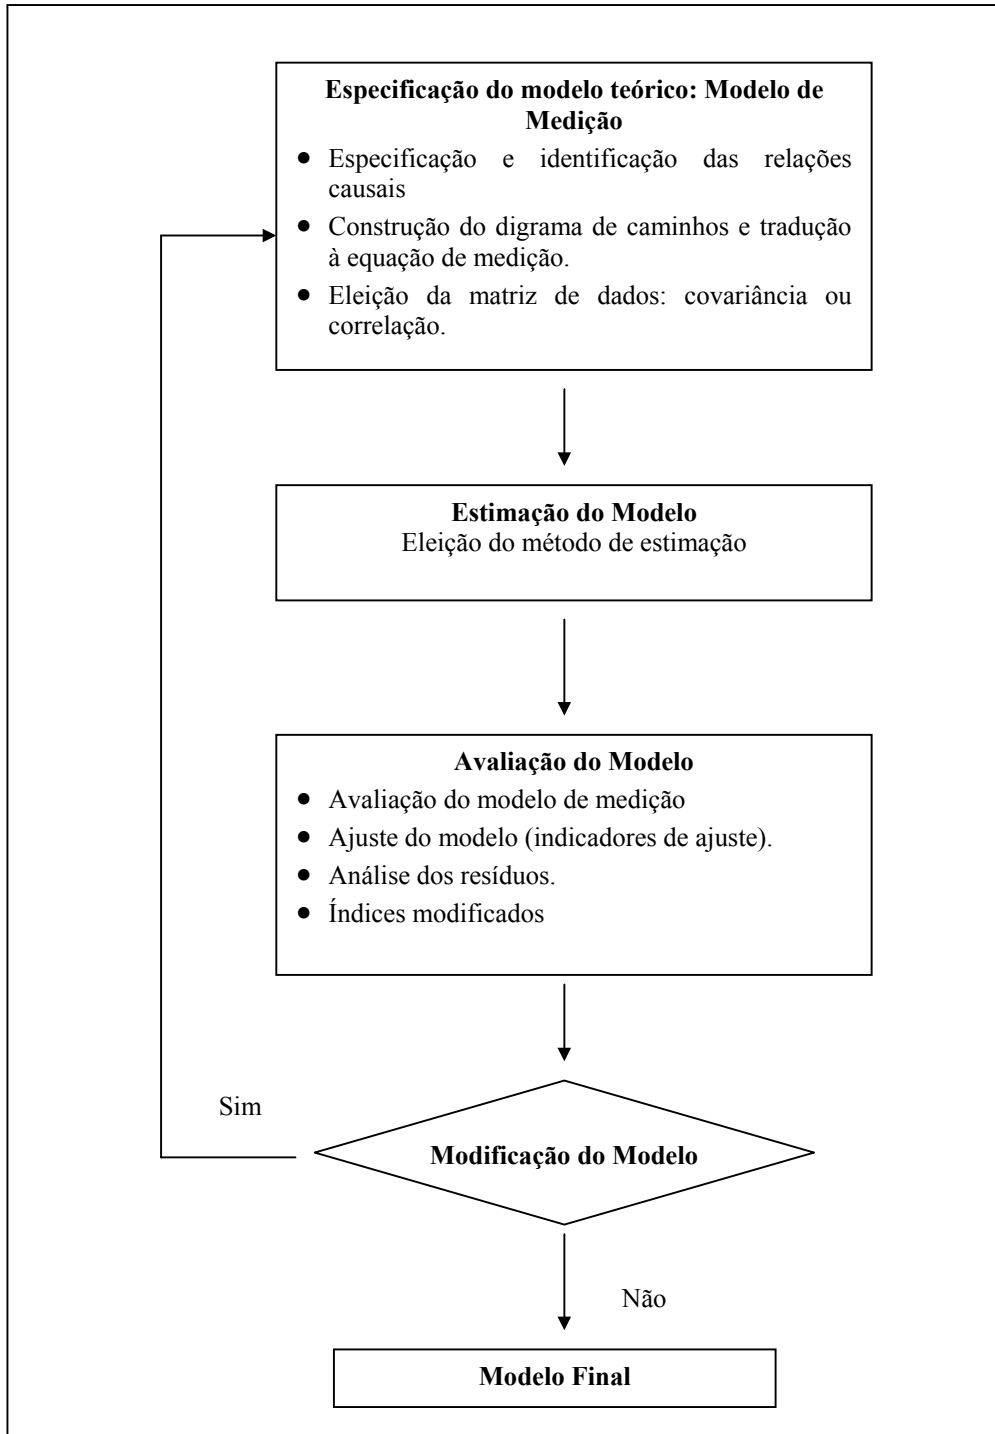 Especificação do modelo teórico: Modelo de
Medição
• Especificação e identificação das relações
causais
• Construção do digrama de caminhos e tradução
à equação de medição.
• Eleição da matriz de dados: covariância ou
correlação.
Estimação do Modelo
Eleição do método de estimação
Avaliação do Modelo
• Avaliação do modelo de medição
• Ajuste do modelo (indicadores de ajuste).
• Análise dos resíduos.
• Índices modificados
Sim
Modificação do Modelo
Não
Modelo Final